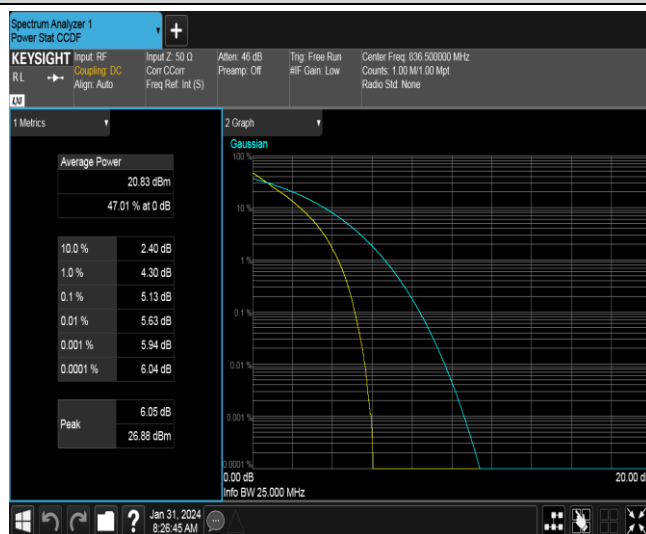 Spectrum Analyzer 1
Power Stat CCDF
+
KEYSIGHT
RL
LXI
Input: RF
Coupling: DC
Align: Auto
Input Z: 50 Ω
Corr CCorr
Freq Ref: Int (S)
Atten: 46 dB
Preamp: Off
Trig: Free Run
#IF Gain: Low
Center Freq: 836.500000 MHz
Counts: 1.00 M/1.00 Mpt
Radio Std: None
1 Metrics
Average Power
20.83 dBm
47.01 % at 0 dB
10.0 % 2.40 dB
1.0 % 4.30 dB
0.1 % 5.13 dB
0.01 % 5.63 dB
0.001 % 5.94 dB
0.0001 % 6.04 dB
Peak
6.05 dB
26.88 dBm
2 Graph
Gaussian
100 %
10 %
1 %
0.1 %
0.01 %
0.001 %
0.0001 %
0.00 dB
20.00 d
Info BW 25.000 MHz
?
Jan 31, 2024
8:26:45 AM